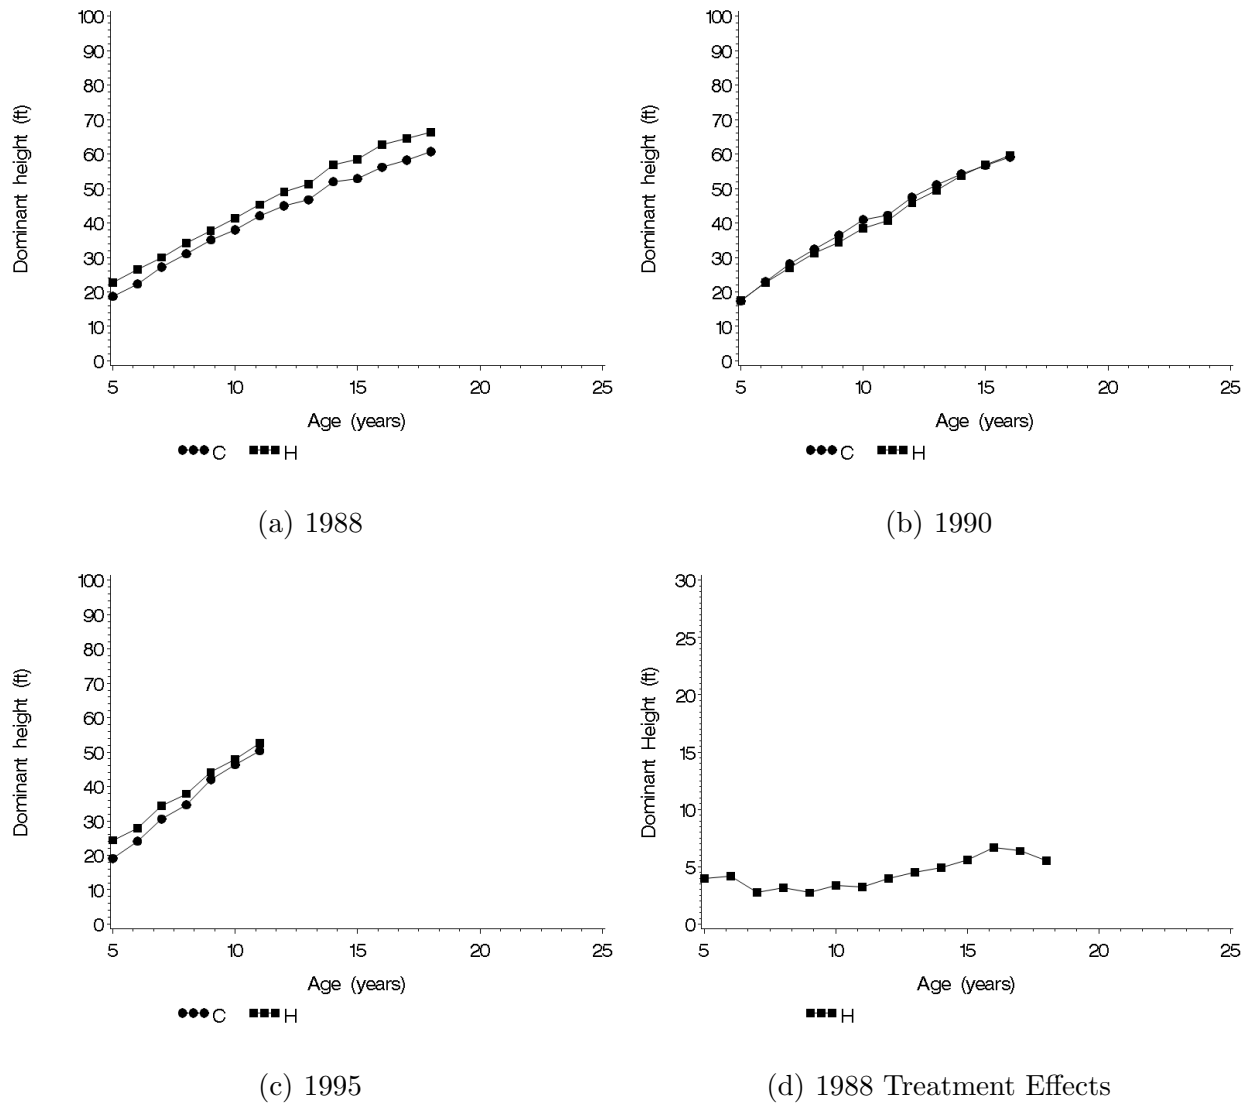 100
90
80
70
60
50
40
30
20
10
0
Dominant height (ft)
5 10 15 20 25
Age (years)
C H
(a) 1988
100
90
80
70
60
50
40
30
20
10
0
Dominant height (ft)
5 10 15 20 25
Age (years)
C H
(b) 1990
100
90
80
70
60
50
40
30
20
10
0
Dominant height (ft)
5 10 15 20 25
Age (years)
C H
(c) 1995
30
25
20
15
10
5
0
Dominant Height (ft)
5 10 15 20 25
Age (years)
H
(d) 1988 Treatment Effects